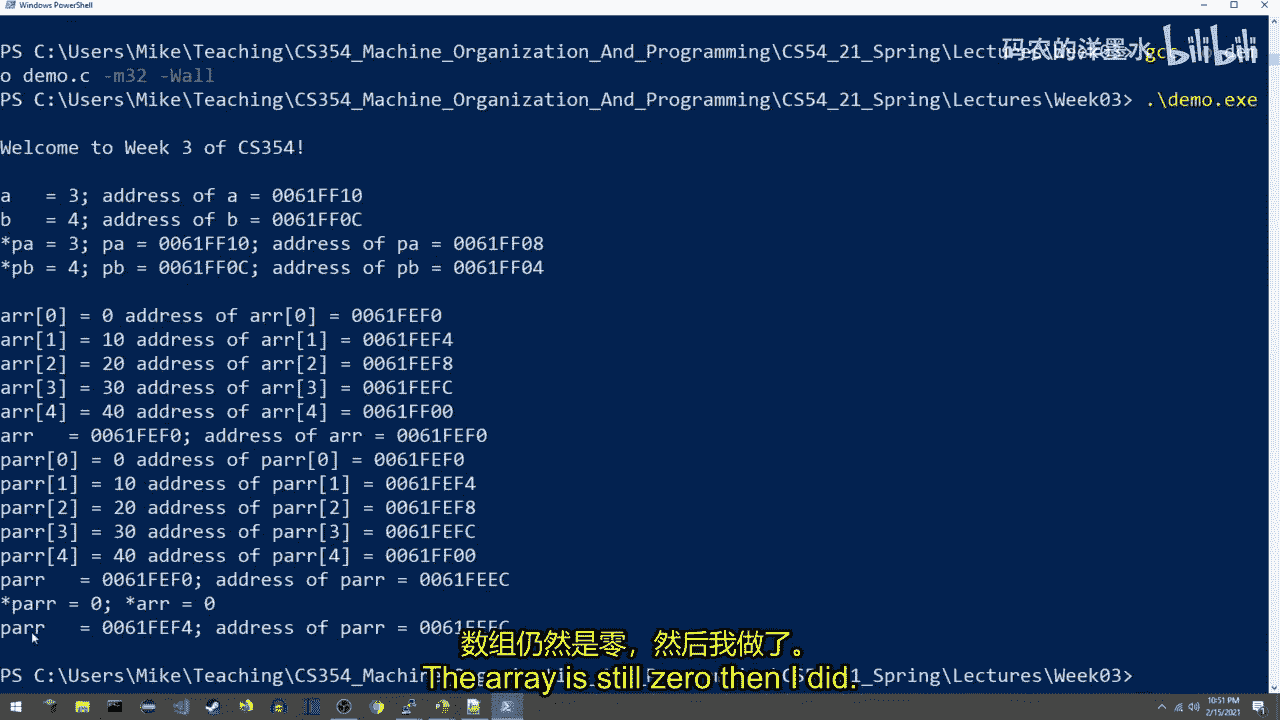 Windows PowerShell
PS C:\Users\Mike\Teaching\CS354_Machine_Organization_And_Programming\CS54_21_Spring\Lectures\
码农的洋墨水 bilibili
o demo.c -m32 -Wall
PS C:\Users\Mike\Teaching\CS354_Machine_Organization_And_Programming\CS54_21_Spring\Lectures\Week03> .\demo.exe
Welcome to Week 3 of CS354!
a   = 3; address of a = 0061FF10
b   = 4; address of b = 0061FF0C
*pa = 3; pa = 0061FF10; address of pa = 0061FF08
*pb = 4; pb = 0061FF0C; address of pb = 0061FF04
arr[0] = 0 address of arr[0] = 0061FEF0
arr[1] = 10 address of arr[1] = 0061FEF4
arr[2] = 20 address of arr[2] = 0061FEF8
arr[3] = 30 address of arr[3] = 0061FEFC
arr[4] = 40 address of arr[4] = 0061FF00
arr   = 0061FEF0; address of arr = 0061FEF0
parr[0] = 0 address of parr[0] = 0061FEF0
parr[1] = 10 address of parr[1] = 0061FEF4
parr[2] = 20 address of parr[2] = 0061FEF8
parr[3] = 30 address of parr[3] = 0061FEFC
parr[4] = 40 address of parr[4] = 0061FF00
parr   = 0061FEF0; address of parr = 0061FEEC
*parr = 0; *arr = 0
parr   = 0061FEF4; address of parr = 0061FEEC
数组仍然是零，然后我做了。
PS C:\Users\Mike\Teaching\CS354_Machine_Organization_And_Programming\CS54_21_Spring\Lectures\Week03>
The array is still zero then I did.
10:51 PM
2/15/2021